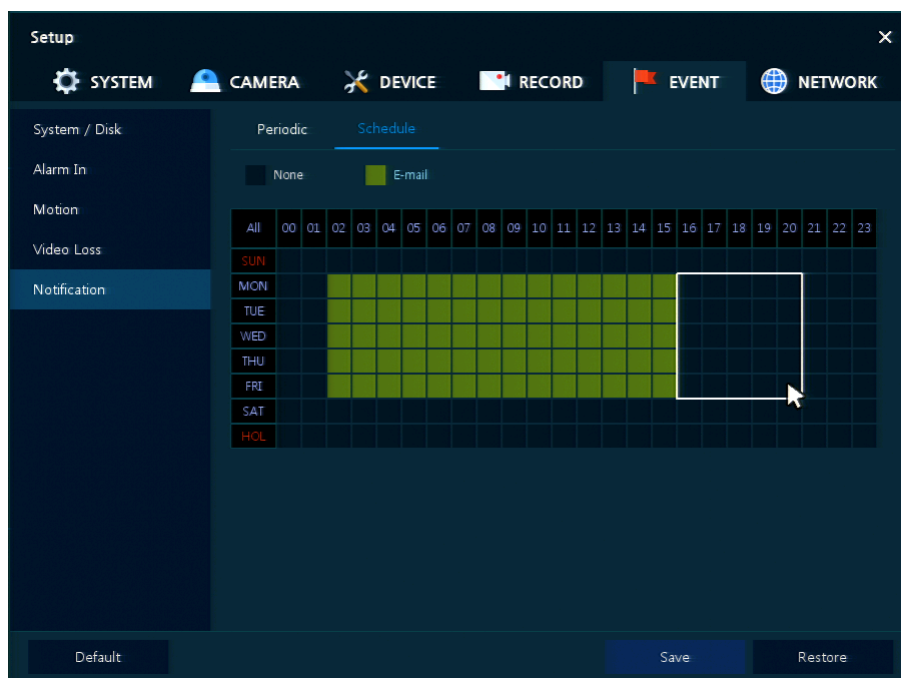 Setup
SYSTEM CAMERA DEVICE RECORD EVENT NETWORK
System / Disk
Alarm In
Motion
Video Loss
Notification
Periodic Schedule
None E-mail
All 00 01 02 03 04 05 06 07 08 09 10 11 12 13 14 15 16 17 18 19 20 21 22 23
SUN
MON
TUE
WED
THU
FRI
SAT
HOL
Default Save Restore